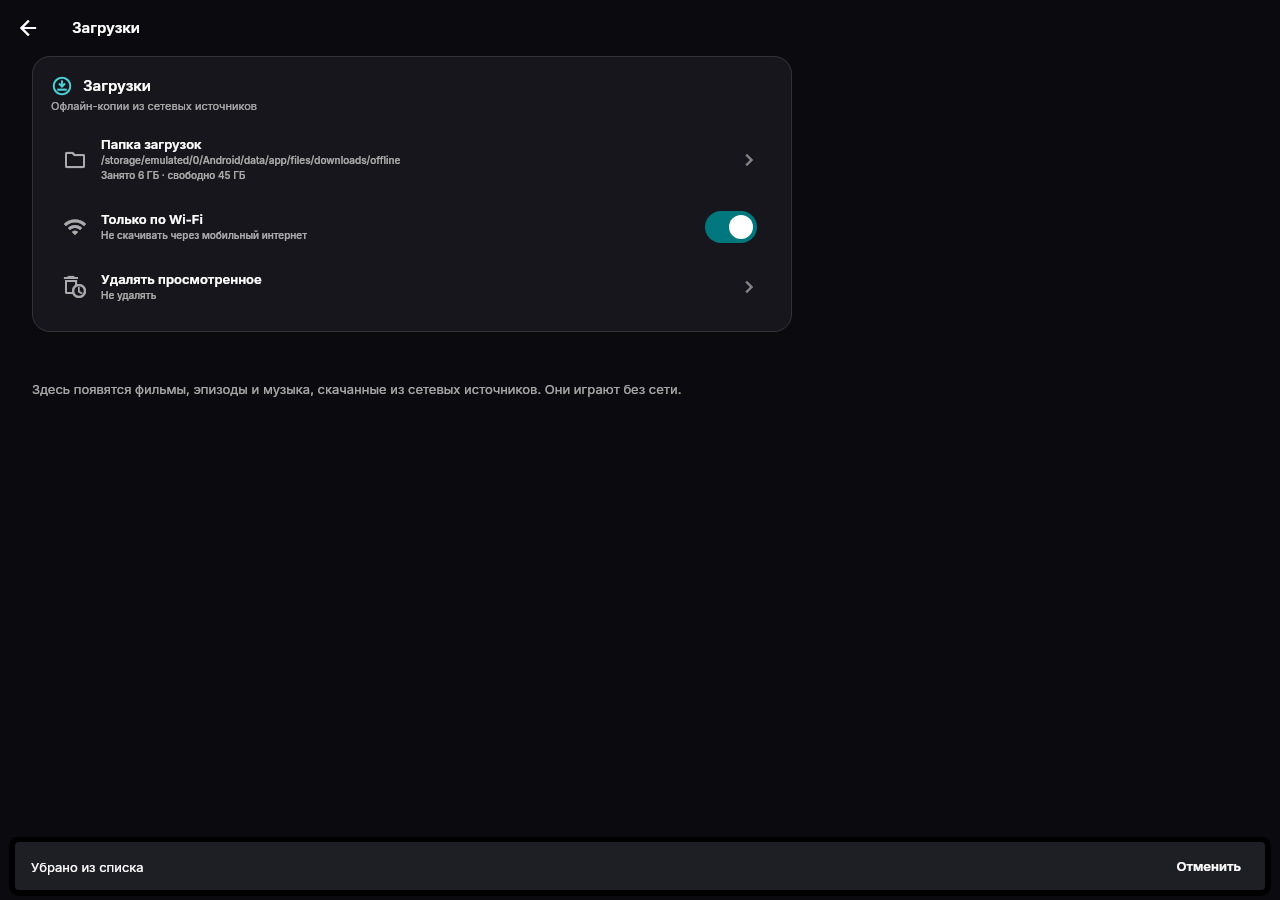 Загрузки
Загрузки
Офлайн-копии из сетевых источников
Папка загрузок
/storage/emulated/0/Android/data/app/files/downloads/offline
Занято 6 ГБ · свободно 45 ГБ
Только по Wi-Fi
Не скачивать через мобильный интернет
Удалять просмотренное
Не удалять
Здесь появятся фильмы, эпизоды и музыка, скачанные из сетевых источников. Они играют без сети.
Убрано из списка
Отменить